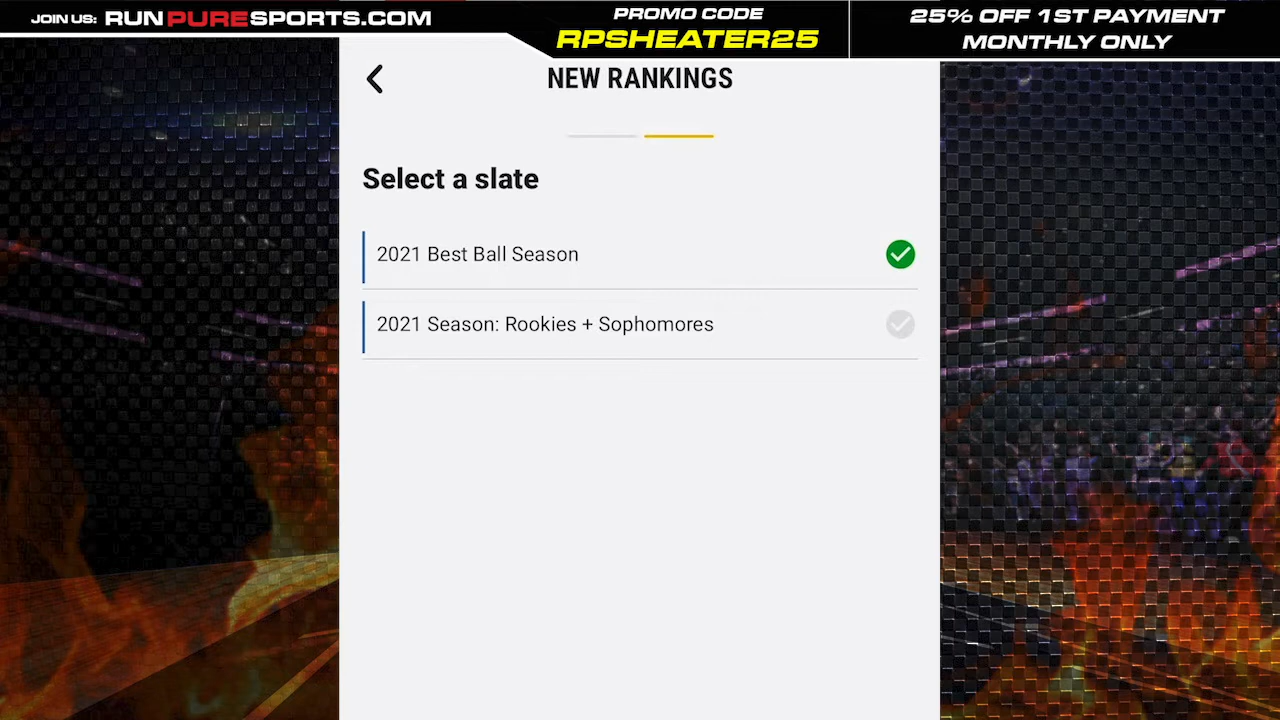 JOIN US: RUNPURESPORTS.COM
PROMO CODE
RPSHEATER25
25% OFF 1ST PAYMENT
MONTHLY ONLY
NEW RANKINGS
Select a slate
2021 Best Ball Season
2021 Season: Rookies + Sophomores